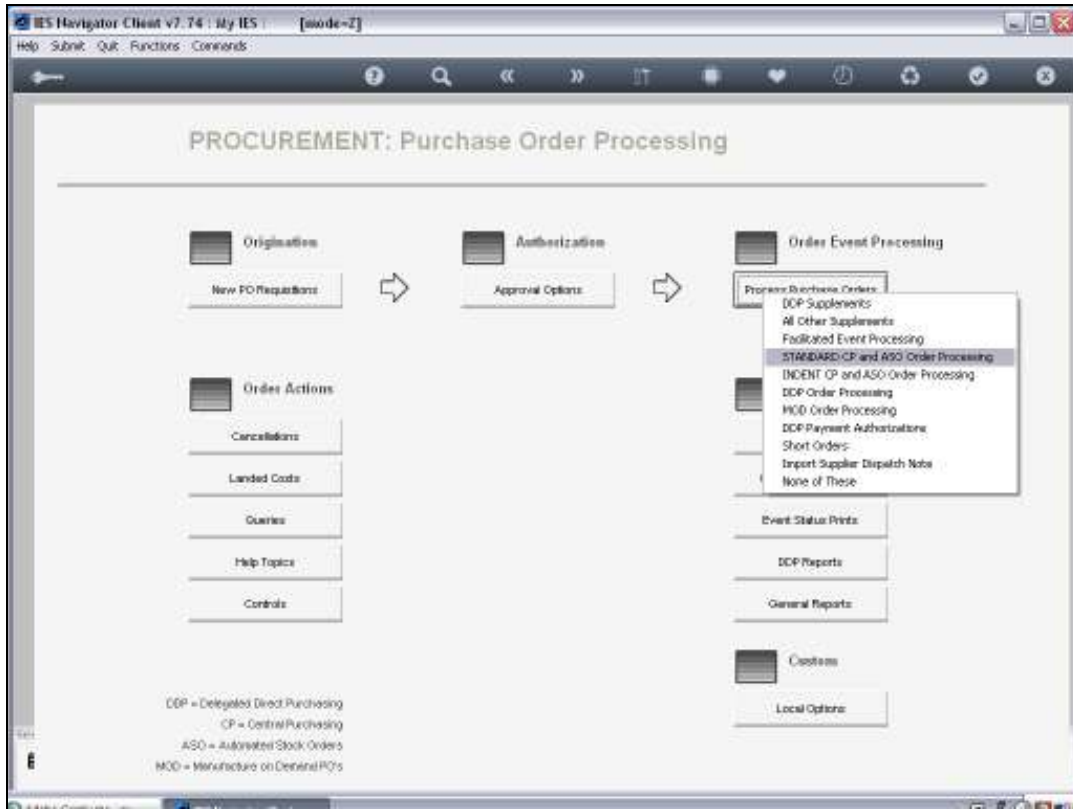 IES Navigator Client v7.74 : My IES : [mode=Z]
Help Submit Quit Functions Commands
PROCUREMENT: Purchase Order Processing
Origination
Authorization
Order Event Processing
New PO Requisitions
Approval Options
Process Purchase Orders
DDP Supplements
All Other Supplements
Facilitated Event Processing
STANDARD CP and ASO Order Processing
INDENT CP and ASO Order Processing
DDP Order Processing
MOD Order Processing
DDP Payment Authorizations
Short Orders
Import Supplier Dispatch Note
None of These
Order Actions
Cancellations
Landed Costs
Queries
Help Topics
Controls
Event Status Prints
DDP Reports
General Reports
Custom
Local Options
DDP = Delegated Direct Purchasing
CP = Central Purchasing
ASO = Automated Stock Orders
MOD = Manufacture on Demand PO's